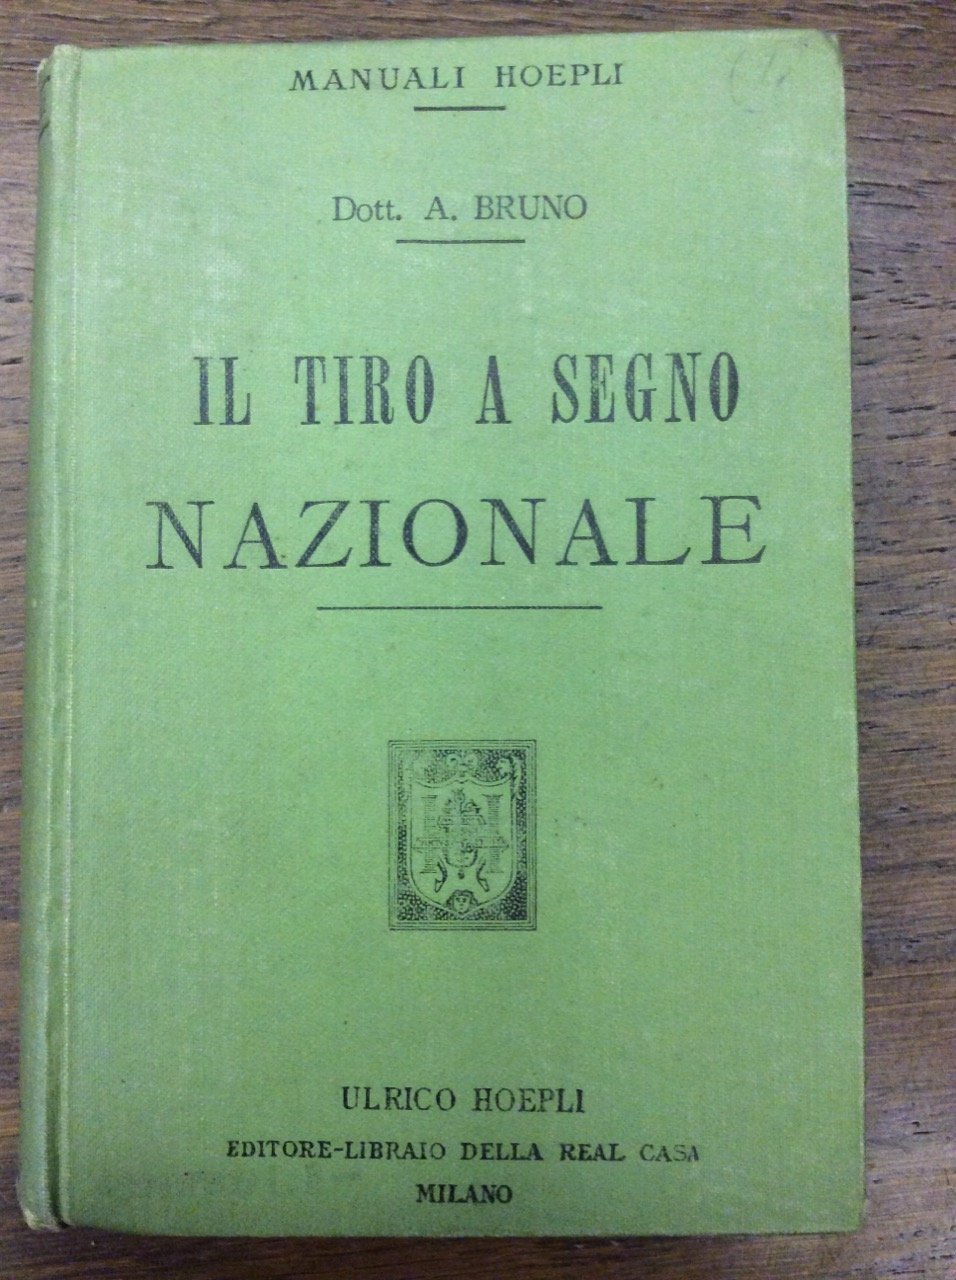 MANUALI HOEPLI
Dott. A. BRUNO
IL TIRO A SEGNO
NAZIONALE
ULRICO HOEPLI
EDITORE-LIBRAIO DELLA REAL CASA
MILANO